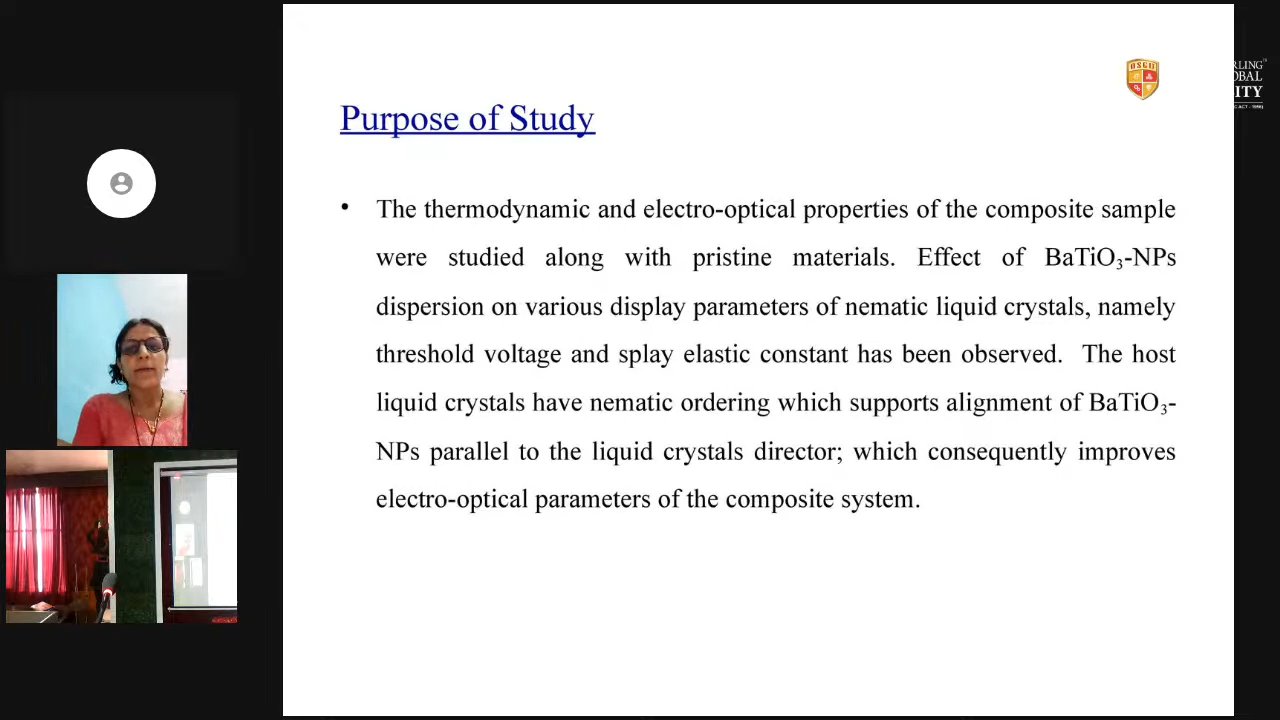 Purpose of Study
• The thermodynamic and electro-optical properties of the composite sample
were studied along with pristine materials. Effect of BaTiO₃-NPs
dispersion on various display parameters of nematic liquid crystals, namely
threshold voltage and splay elastic constant has been observed. The host
liquid crystals have nematic ordering which supports alignment of BaTiO₃-
NPs parallel to the liquid crystals director; which consequently improves
electro-optical parameters of the composite system.
RLING
OBAL
ITY